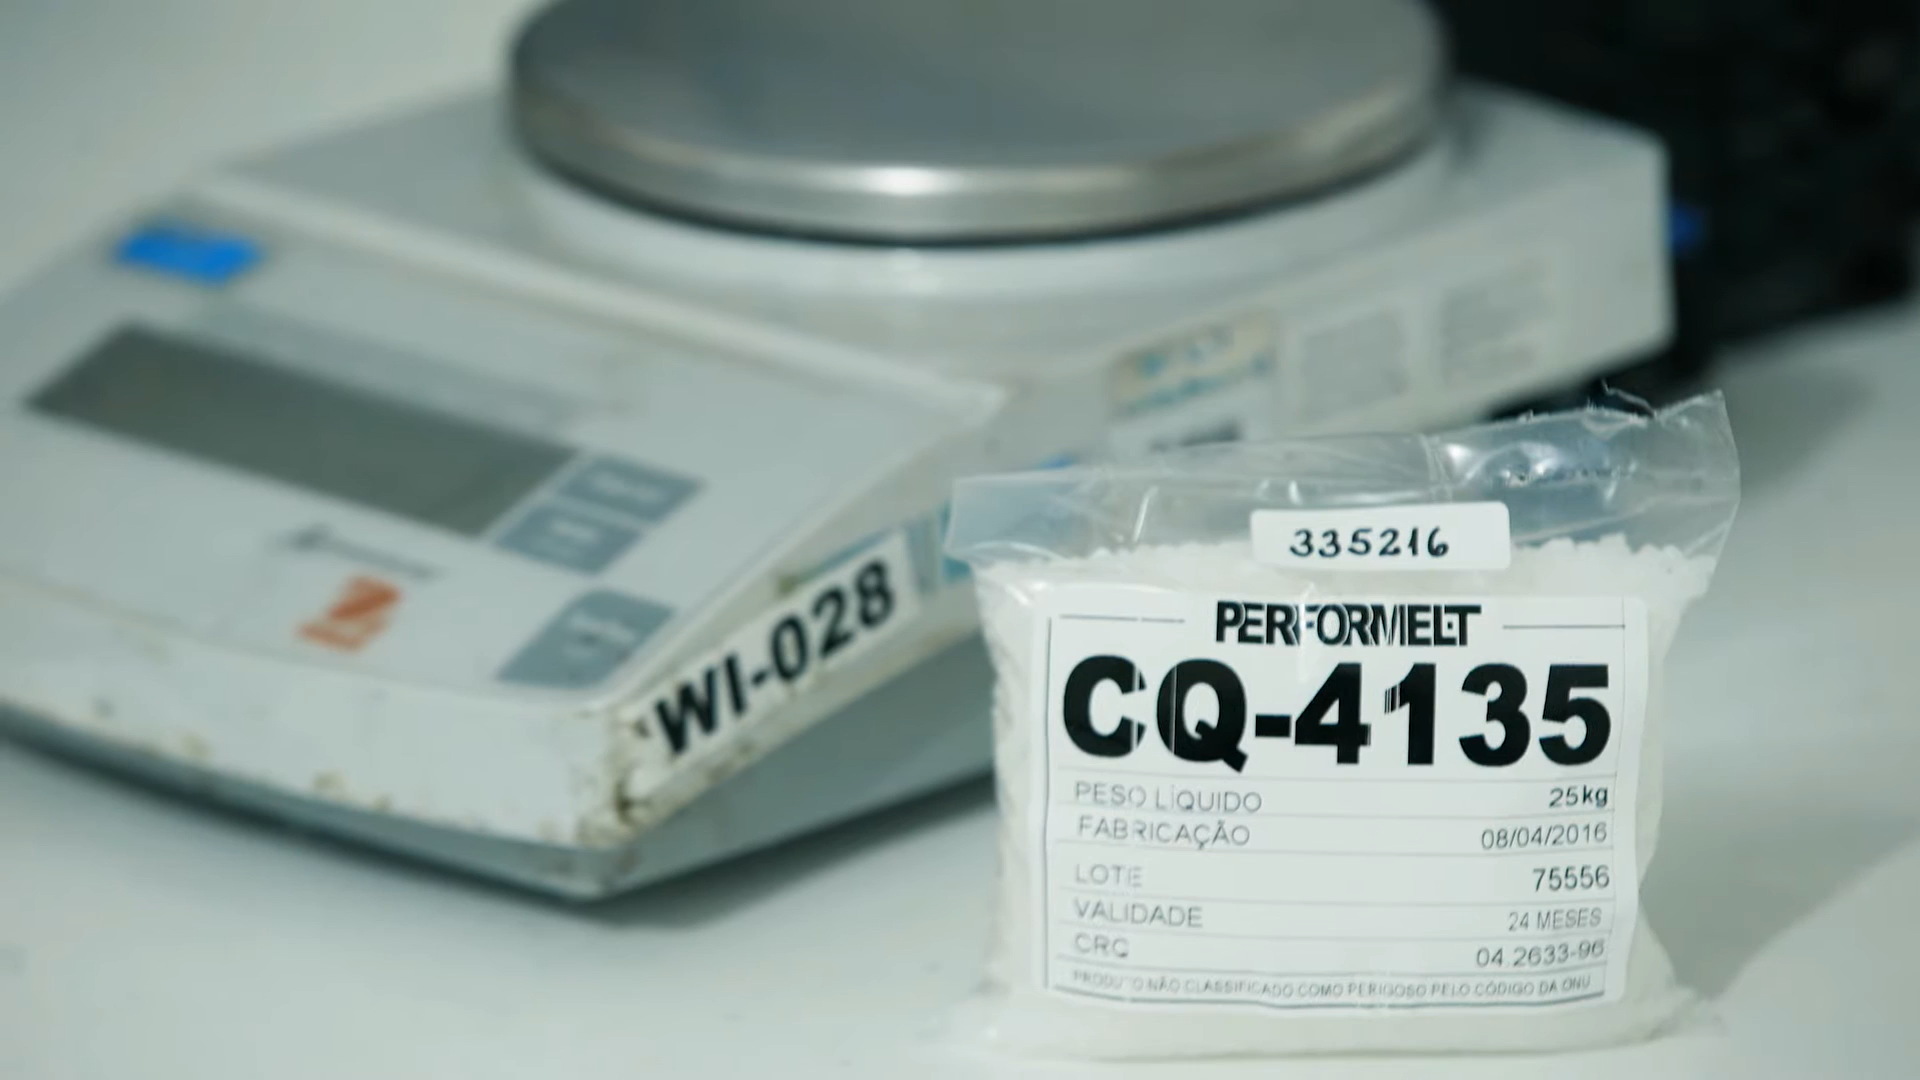 WI-028
335216
PERFORMELT
CQ-4135
PESO LÍQUIDO 25kg
FABRICAÇÃO 08/04/2016
LOTE 75556
VALIDADE 24 MESES
CRQ 04.2633-96
PRODUTO NÃO CLASSIFICADO COMO PERIGOSO PELO CÓDIGO DA ONU